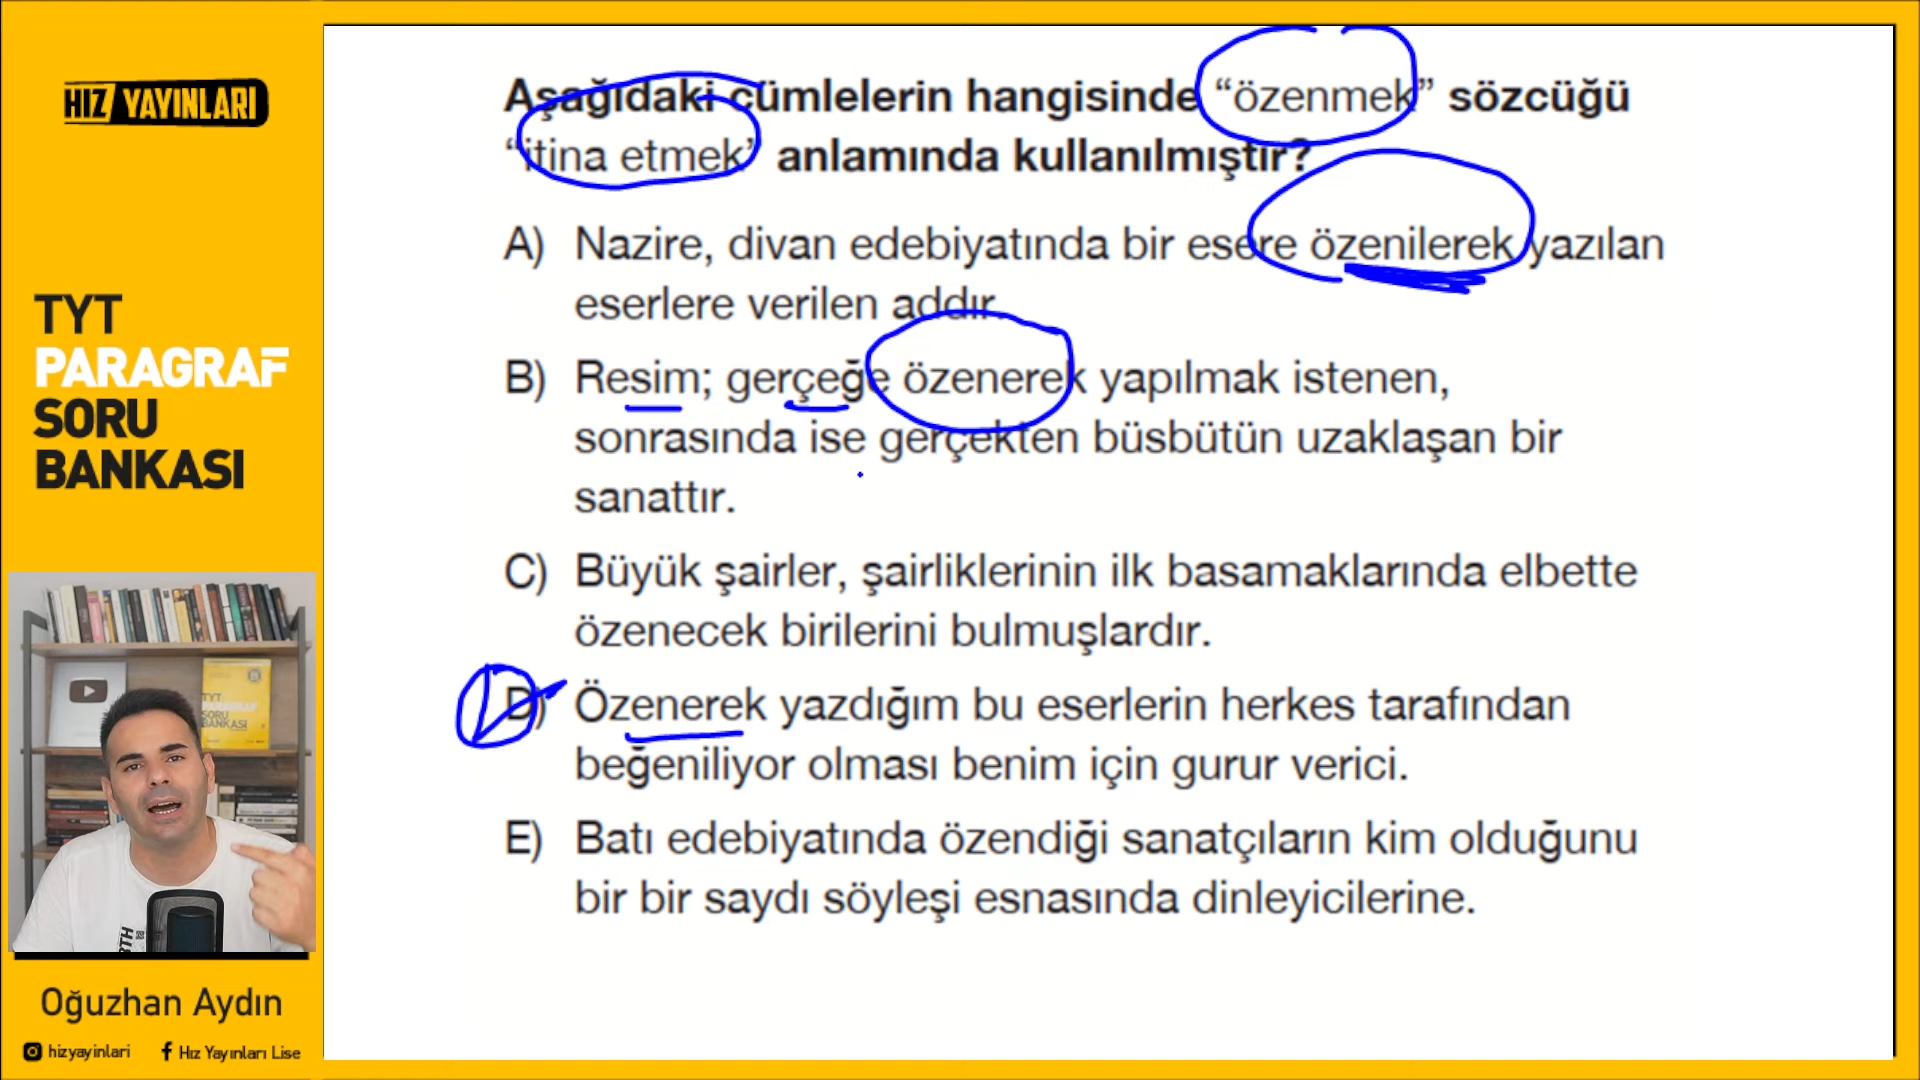 HIZ YAYINLARI
TYT
PARAGRAF
SORU
BANKASI
Aşağıdaki cümlelerin hangisinde “özenmek” sözcüğü
“itina etmek” anlamında kullanılmıştır?
A) Nazire, divan edebiyatında bir esere özenilerek yazılan
eserlere verilen addır.
B) Resim; gerçeğe özenerek yapılmak istenen,
sonrasında ise gerçekten büsbütün uzaklaşan bir
sanattır.
C) Büyük şairler, şairliklerinin ilk basamaklarında elbette
özenecek birilerini bulmuşlardır.
D) Özenerek yazdığım bu eserlerin herkes tarafından
beğeniliyor olması benim için gurur verici.
E) Batı edebiyatında özendiği sanatçıların kim olduğunu
bir bir saydı söyleşi esnasında dinleyicilerine.
TYT
PARAGRAF
SORU
BANKASI
Oğuzhan Aydın
hizyayinlari
Hız Yayınları Lise